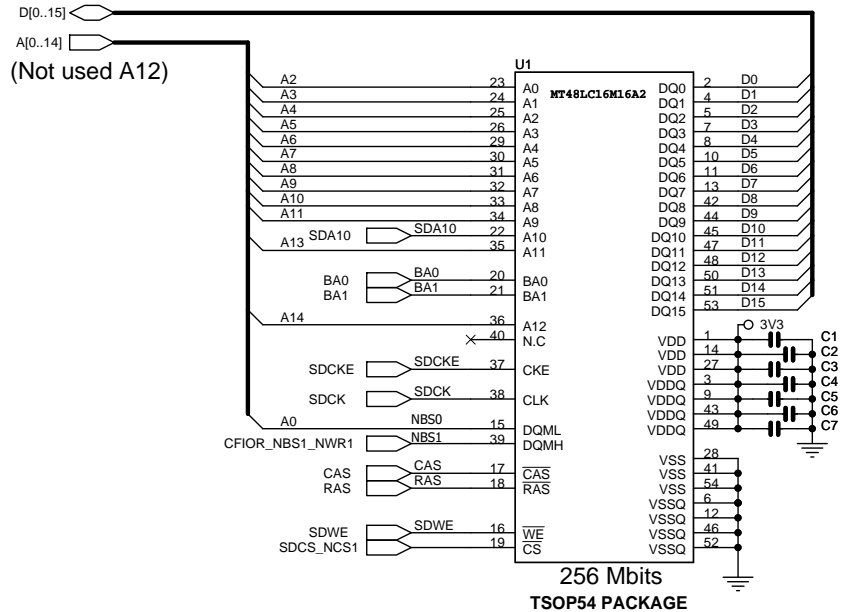 D[0..15]
A[0..14]
(Not used A12)
U1
MT48LC16M16A2
A2 23 A0 DQ0 2 D0
A3 24 A1 DQ1 4 D1
A4 25 A2 DQ2 5 D2
A5 26 A3 DQ3 7 D3
A6 29 A4 DQ4 8 D4
A7 30 A5 DQ5 10 D5
A8 31 A6 DQ6 11 D6
A9 32 A7 DQ7 13 D7
A10 33 A8 DQ8 42 D8
A11 34 A9 DQ9 44 D9
SDA10 SDA10 22 A10 DQ10 45 D10
A13 35 A11 DQ11 47 D11
DQ12 48 D12
BA0 BA0 20 BA0 DQ13 50 D13
BA1 BA1 21 BA1 DQ14 51 D14
DQ15 53 D15
A14 36 A12
3V3
40 N.C VDD 1 C1
VDD 14 C2
SDCKE SDCKE 37 CKE VDD 27 C3
VDDQ 3 C4
SDCK SDCK 38 CLK VDDQ 9 C5
VDDQ 43 C6
A0 NBS0 15 DQML VDDQ 49 C7
CFIOR_NBS1_NWR1 NBS1 39 DQMH
VSS 28
CAS CAS 17 CAS VSS 41
RAS RAS 18 RAS VSS 54
VSSQ 6
VSSQ 12
SDWE SDWE 16 WE VSSQ 46
SDCS_NCS1 19 CS VSSQ 52
256 Mbits
TSOP54 PACKAGE